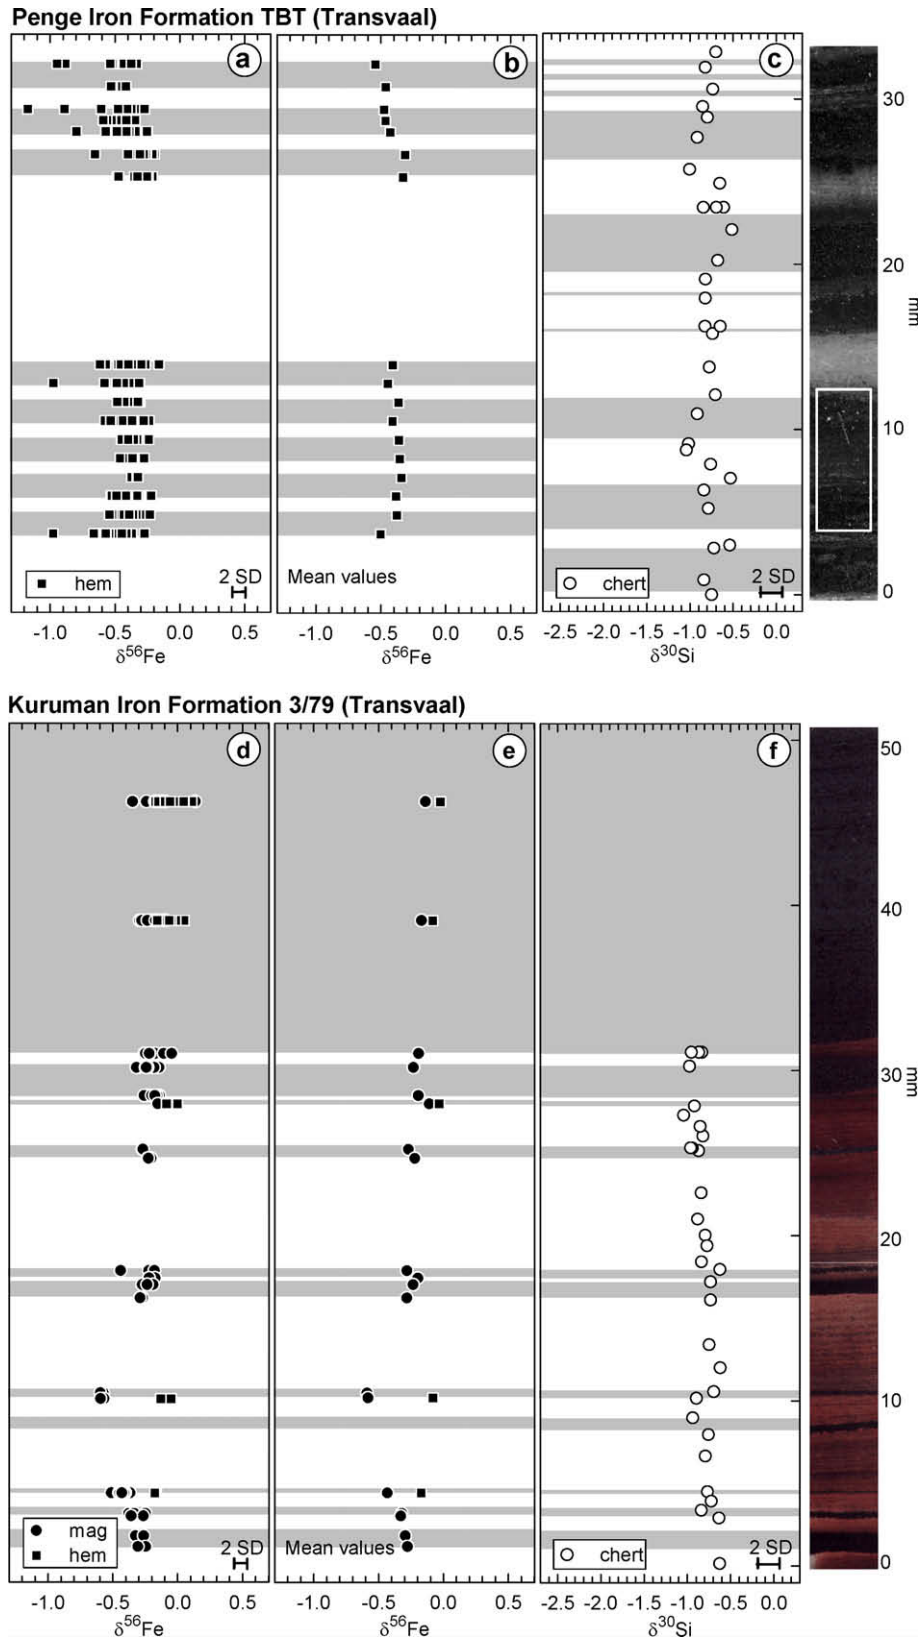 Penge Iron Formation TBT (Transvaal)
a
b
c
30
20
mm
10
0
hem
2 SD
Mean values
chert
2 SD
-1.0 -0.5 0.0 0.5
-1.0 -0.5 0.0 0.5
-2.5 -2.0 -1.5 -1.0 -0.5 0.0
δ56Fe
δ56Fe
δ30Si
Kuruman Iron Formation 3/79 (Transvaal)
d
e
f
50
40
30
mm
20
10
0
mag
hem
2 SD
Mean values
chert
2 SD
-1.0 -0.5 0.0 0.5
-1.0 -0.5 0.0 0.5
-2.5 -2.0 -1.5 -1.0 -0.5 0.0
δ56Fe
δ56Fe
δ30Si